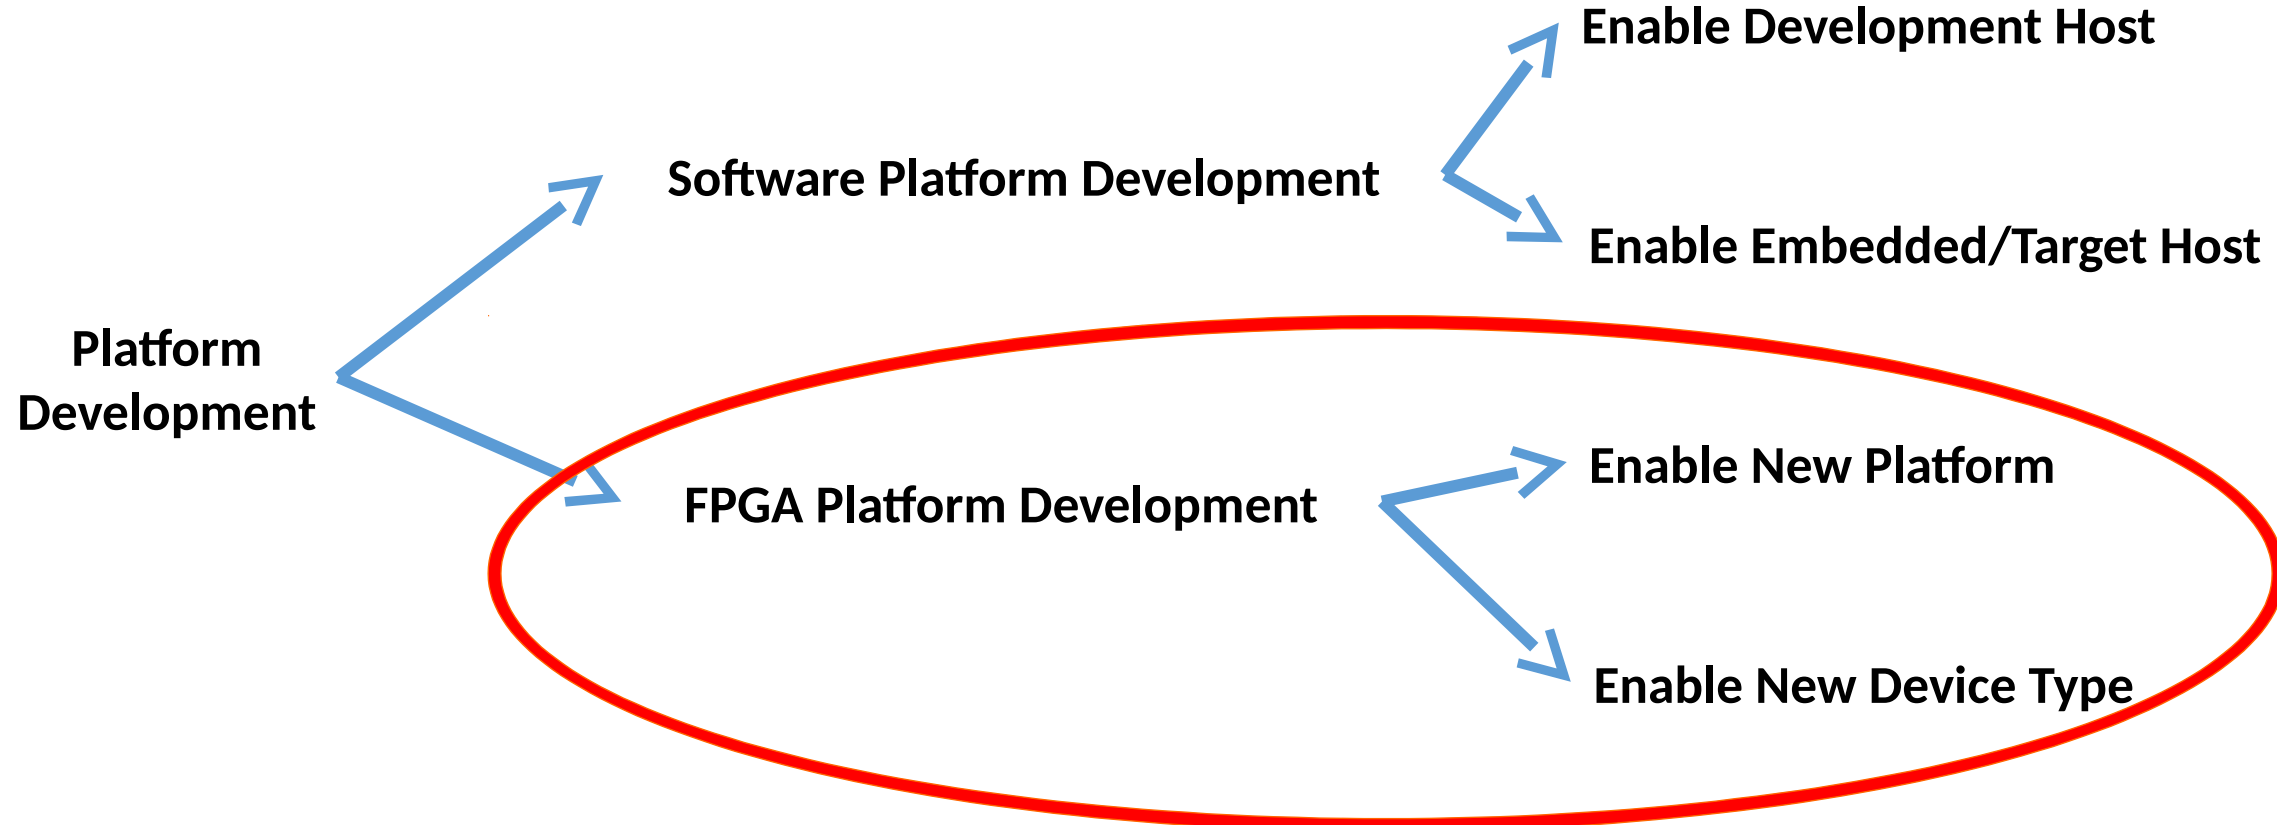 Enable Development Host
Software Platform Development
Enable Embedded/Target Host
Platform
Development
Enable New Platform
FPGA Platform Development
Enable New Device Type